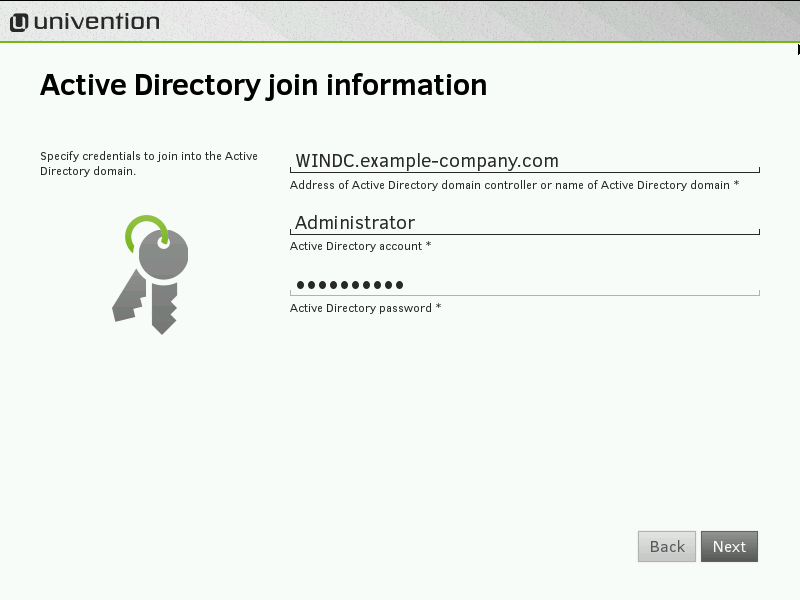 univention
Active Directory join information
Specify credentials to join into the Active
Directory domain.
WINDC.example-company.com
Address of Active Directory domain controller or name of Active Directory domain *
Administrator
Active Directory account *
●●●●●●●●●●
Active Directory password *
Back Next